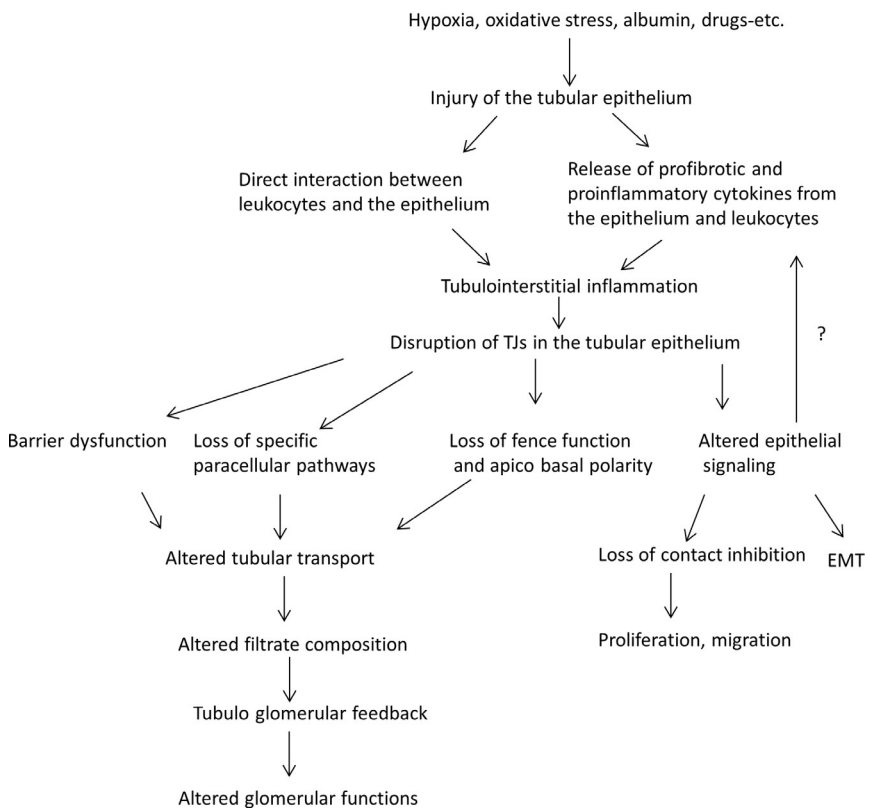 Hypoxia, oxidative stress, albumin, drugs-etc.
Injury of the tubular epithelium
Direct interaction between
leukocytes and the epithelium
Release of profibrotic and
proinflammatory cytokines from
the epithelium and leukocytes
Tubulointerstitial inflammation
?
Disruption of TJs in the tubular epithelium
Barrier dysfunction
Loss of specific
paracellular pathways
Loss of fence function
and apico basal polarity
Altered epithelial
signaling
Altered tubular transport
Loss of contact inhibition
EMT
Altered filtrate composition
Proliferation, migration
Tubulo glomerular feedback
Altered glomerular functions